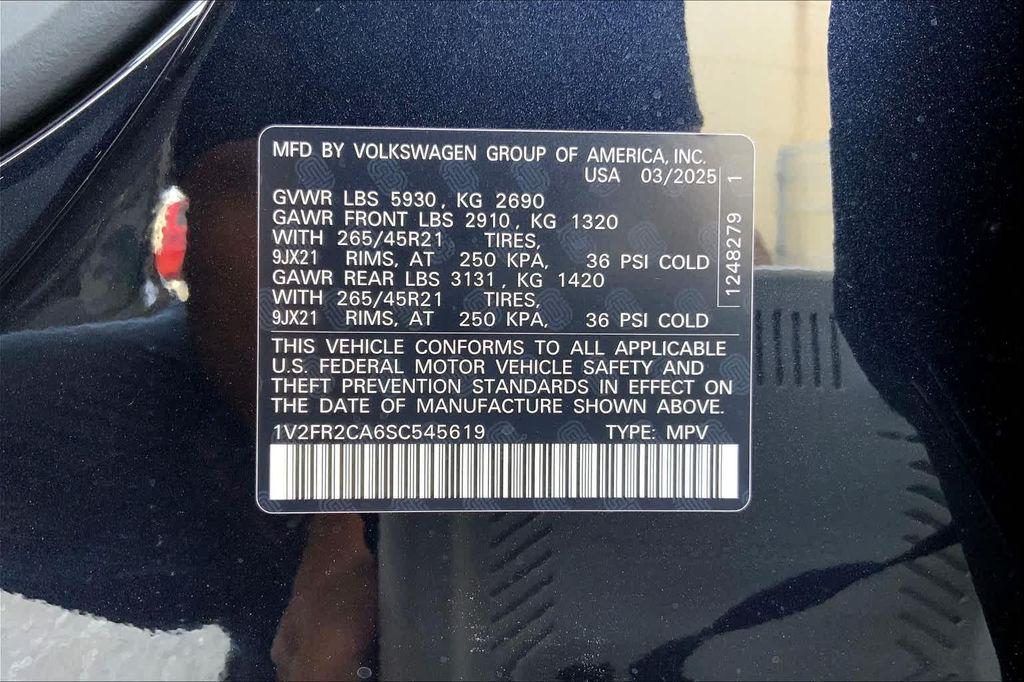 MFD BY VOLKSWAGEN GROUP OF AMERICA, INC.
USA 03/2025
GVWR LBS 5930, KG 2690
GAWR FRONT LBS 2910, KG 1320
WITH 265/45R21 TIRES,
9JX21 RIMS, AT 250 KPA, 36 PSI COLD
GAWR REAR LBS 3131, KG 1420
WITH 265/45R21 TIRES,
9JX21 RIMS, AT 250 KPA, 36 PSI COLD
1248279 1
THIS VEHICLE CONFORMS TO ALL APPLICABLE
U.S. FEDERAL MOTOR VEHICLE SAFETY AND
THEFT PREVENTION STANDARDS IN EFFECT ON
THE DATE OF MANUFACTURE SHOWN ABOVE.
1V2FR2CA6SC545619 TYPE: MPV